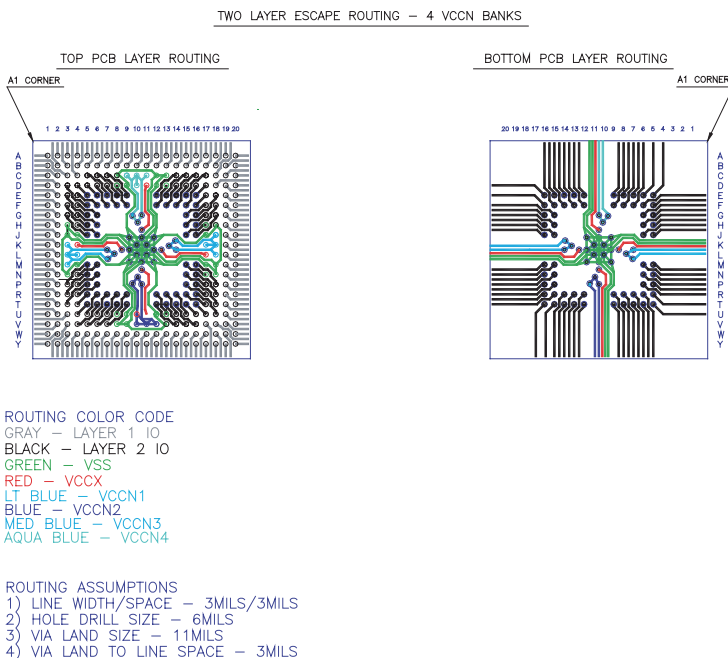 TWO LAYER ESCAPE ROUTING – 4 VCCN BANKS
TOP PCB LAYER ROUTING
BOTTOM PCB LAYER ROUTING
A1 CORNER
A1 CORNER
1 2 3 4 5 6 7 8 9 10 11 12 13 14 15 16 17 18 19 20
20 19 18 17 16 15 14 13 12 11 10 9 8 7 6 5 4 3 2 1
A A
B B
C C
D D
E E
F F
G G
H H
J J
K K
L L
M M
N N
P P
R R
T T
U U
V V
W W
Y Y
ROUTING COLOR CODE
GRAY – LAYER 1 IO
BLACK – LAYER 2 IO
GREEN – VSS
RED – VCCX
LT BLUE – VCCN1
BLUE – VCCN2
MED BLUE – VCCN3
AQUA BLUE – VCCN4
ROUTING ASSUMPTIONS
1) LINE WIDTH/SPACE – 3MILS/3MILS
2) HOLE DRILL SIZE – 6MILS
3) VIA LAND SIZE – 11MILS
4) VIA LAND TO LINE SPACE – 3MILS